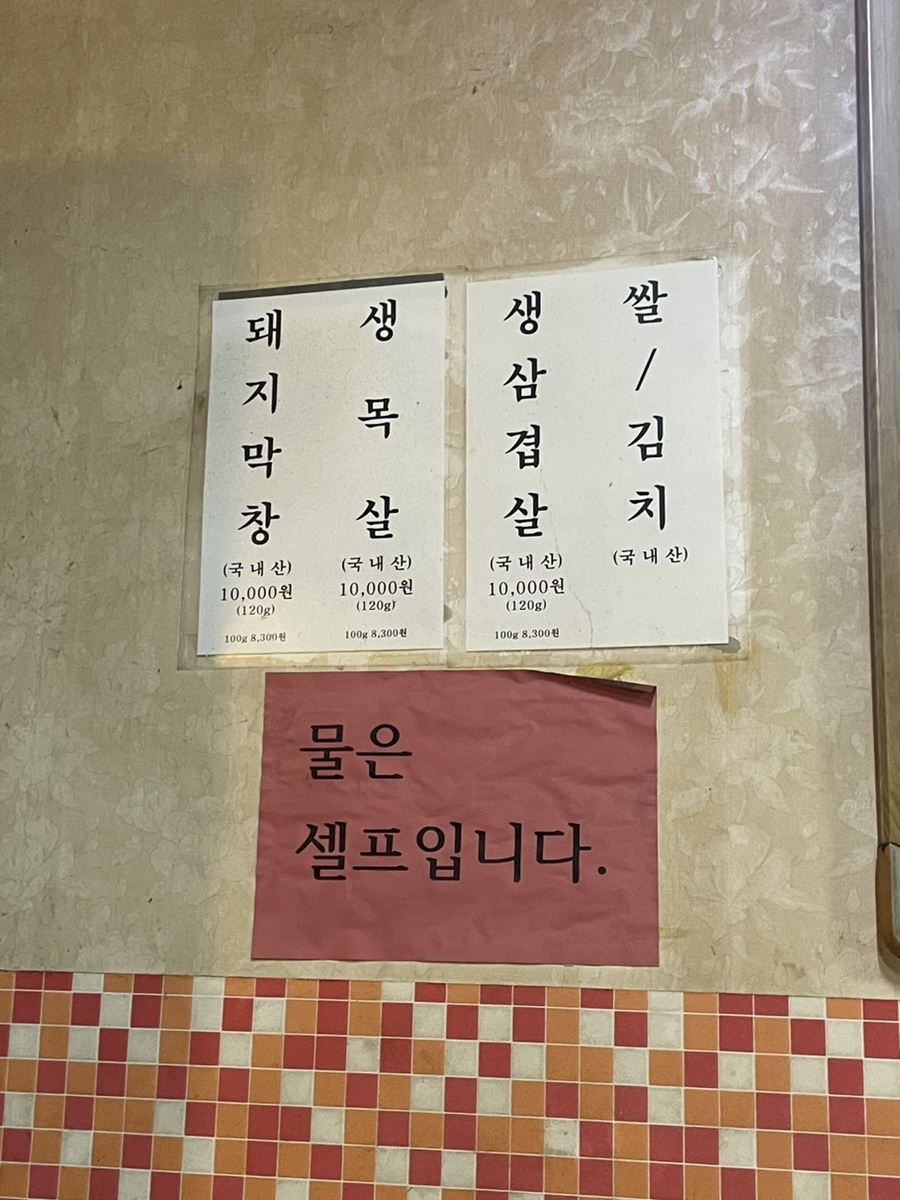 돼지막창
(국내산)
10,000원
(120g)
100g 8,300원
생목살
(국내산)
10,000원
(120g)
100g 8,300원
생삼겹살
(국내산)
10,000원
(120g)
100g 8,300원
쌀/김치
(국내산)
물은
셀프입니다.